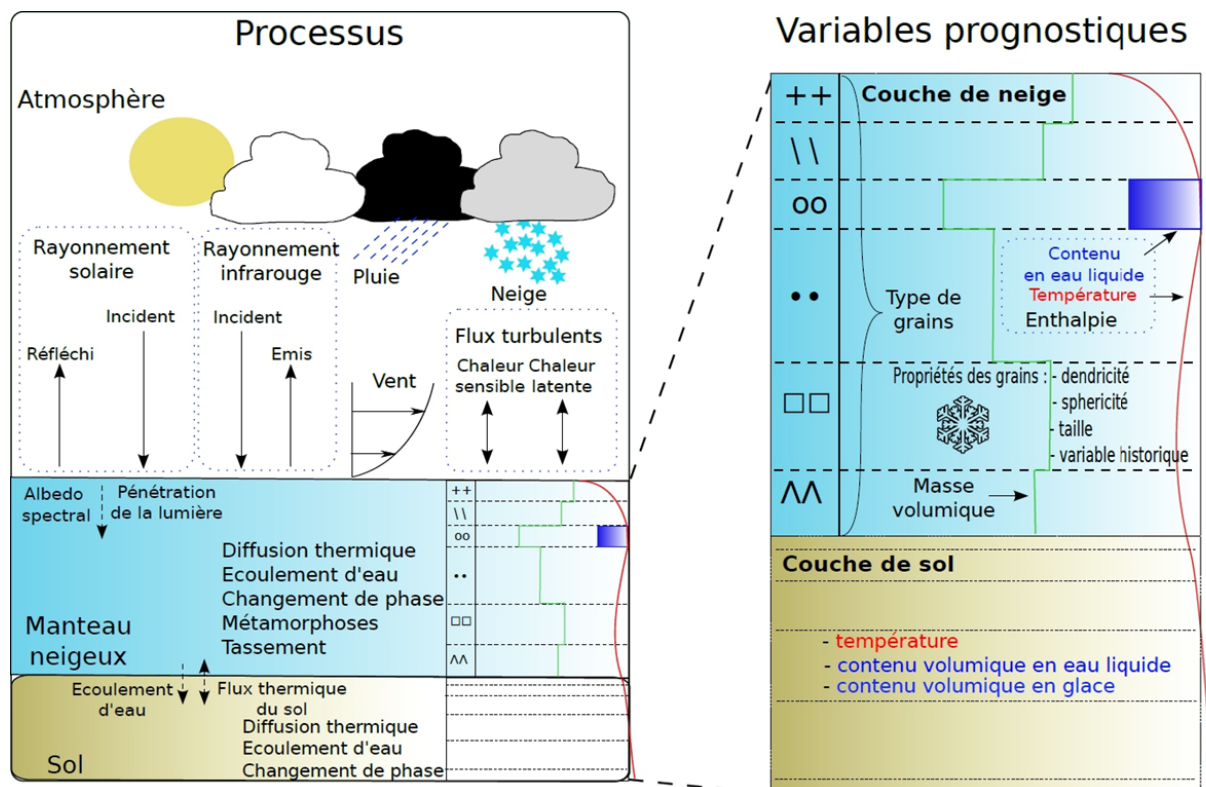 Processus
Atmosphère
Rayonnement
solaire
Incident
Réfléchi
Rayonnement
infrarouge
Incident
Emis
Pluie
Neige
Vent
Flux turbulents
Chaleur Chaleur
sensible latente
Albedo
spectral
Pénétration
de la lumière
Diffusion thermique
Ecoulement d'eau
Changement de phase
Métamorphoses
Tassement
Manteau
neigeux
++
\\
oo
••
□□
ΛΛ
Ecoulement
d'eau
Flux thermique
du sol
Diffusion thermique
Ecoulement d'eau
Changement de phase
Sol
Variables prognostiques
++
Couche de neige
\\
oo
••
□□
ΛΛ
Type de
grains
Contenu
en eau liquide
Température
Enthalpie
Propriétés des grains : - dendricité
- sphericité
- taille
- variable historique
Masse
volumique
Couche de sol
- température
- contenu volumique en eau liquide
- contenu volumique en glace